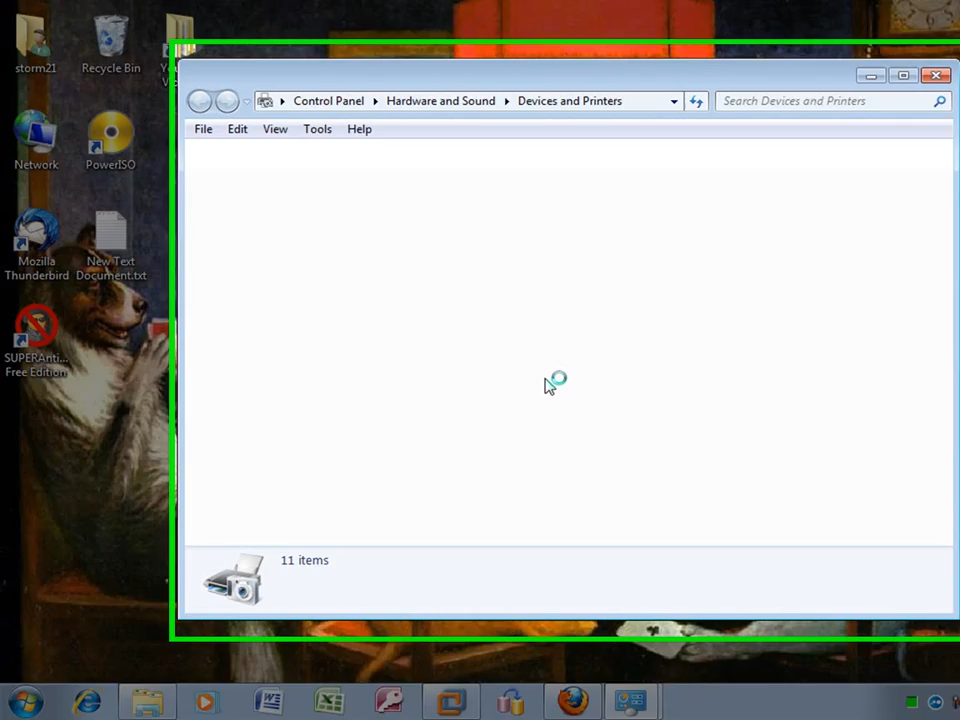 storm21
Recycle Bin
Network
PowerISO
Mozilla
Thunderbird
New Text
Document.txt
SUPERAnti...
Free Edition
Control Panel
Hardware and Sound
Devices and Printers
Search Devices and Printers
File
Edit
View
Tools
Help
11 items